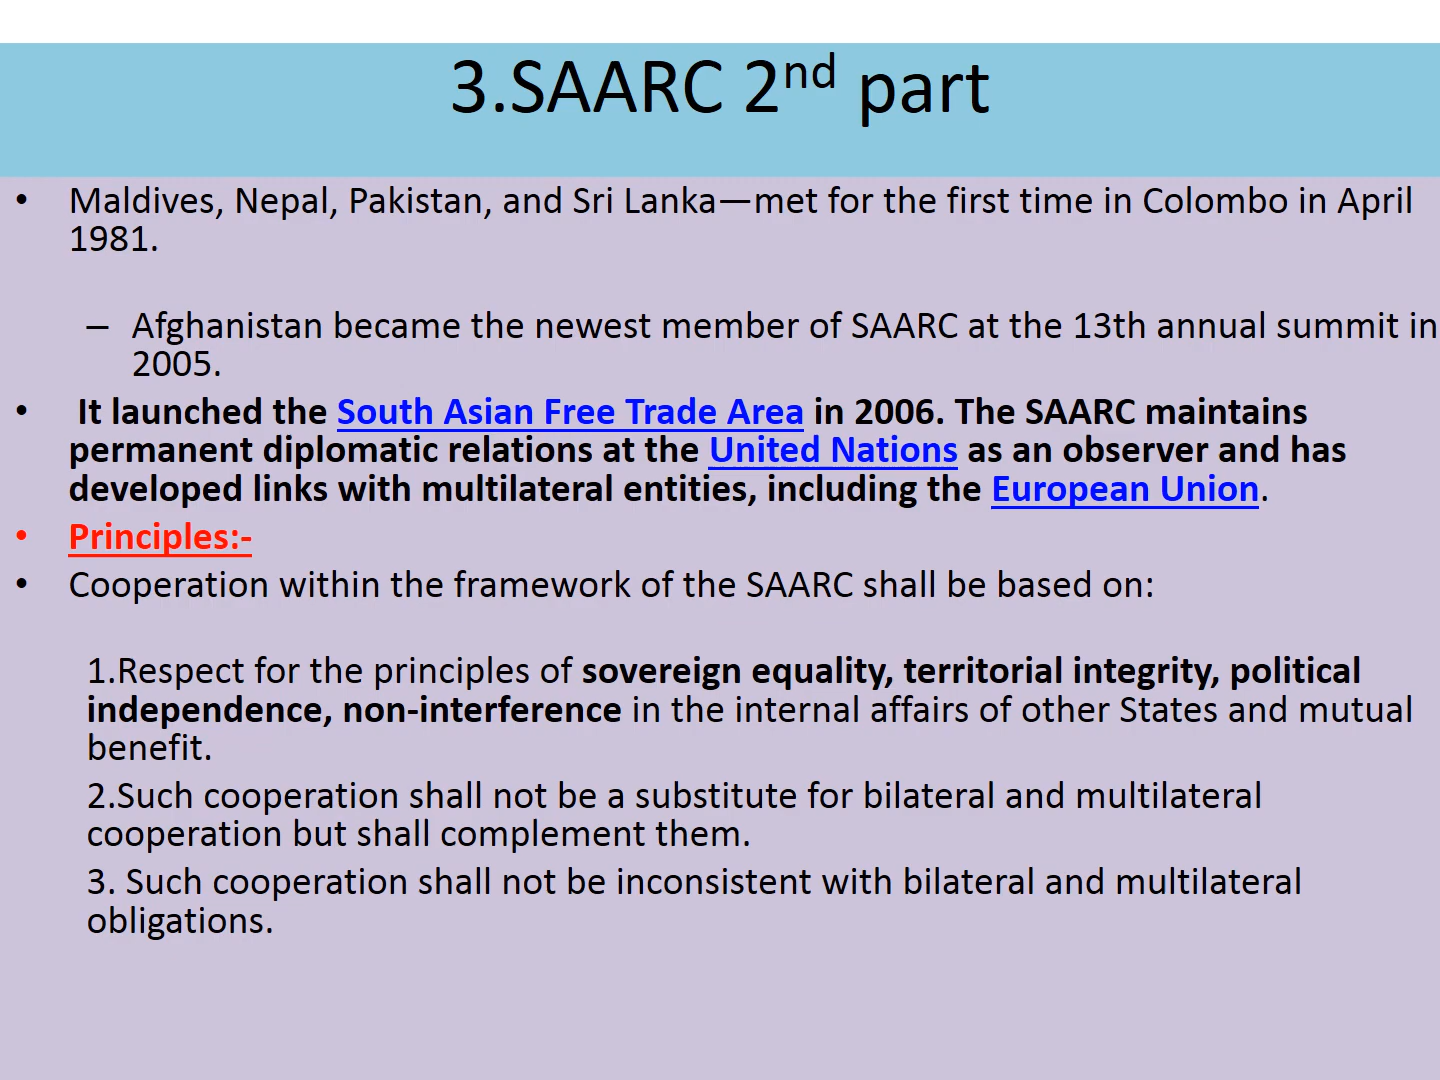 3.SAARC 2nd part
• Maldives, Nepal, Pakistan, and Sri Lanka—met for the first time in Colombo in April
1981.
– Afghanistan became the newest member of SAARC at the 13th annual summit in
2005.
• It launched the South Asian Free Trade Area in 2006. The SAARC maintains
permanent diplomatic relations at the United Nations as an observer and has
developed links with multilateral entities, including the European Union.
• Principles:-
• Cooperation within the framework of the SAARC shall be based on:
1.Respect for the principles of sovereign equality, territorial integrity, political
independence, non-interference in the internal affairs of other States and mutual
benefit.
2.Such cooperation shall not be a substitute for bilateral and multilateral
cooperation but shall complement them.
3. Such cooperation shall not be inconsistent with bilateral and multilateral
obligations.